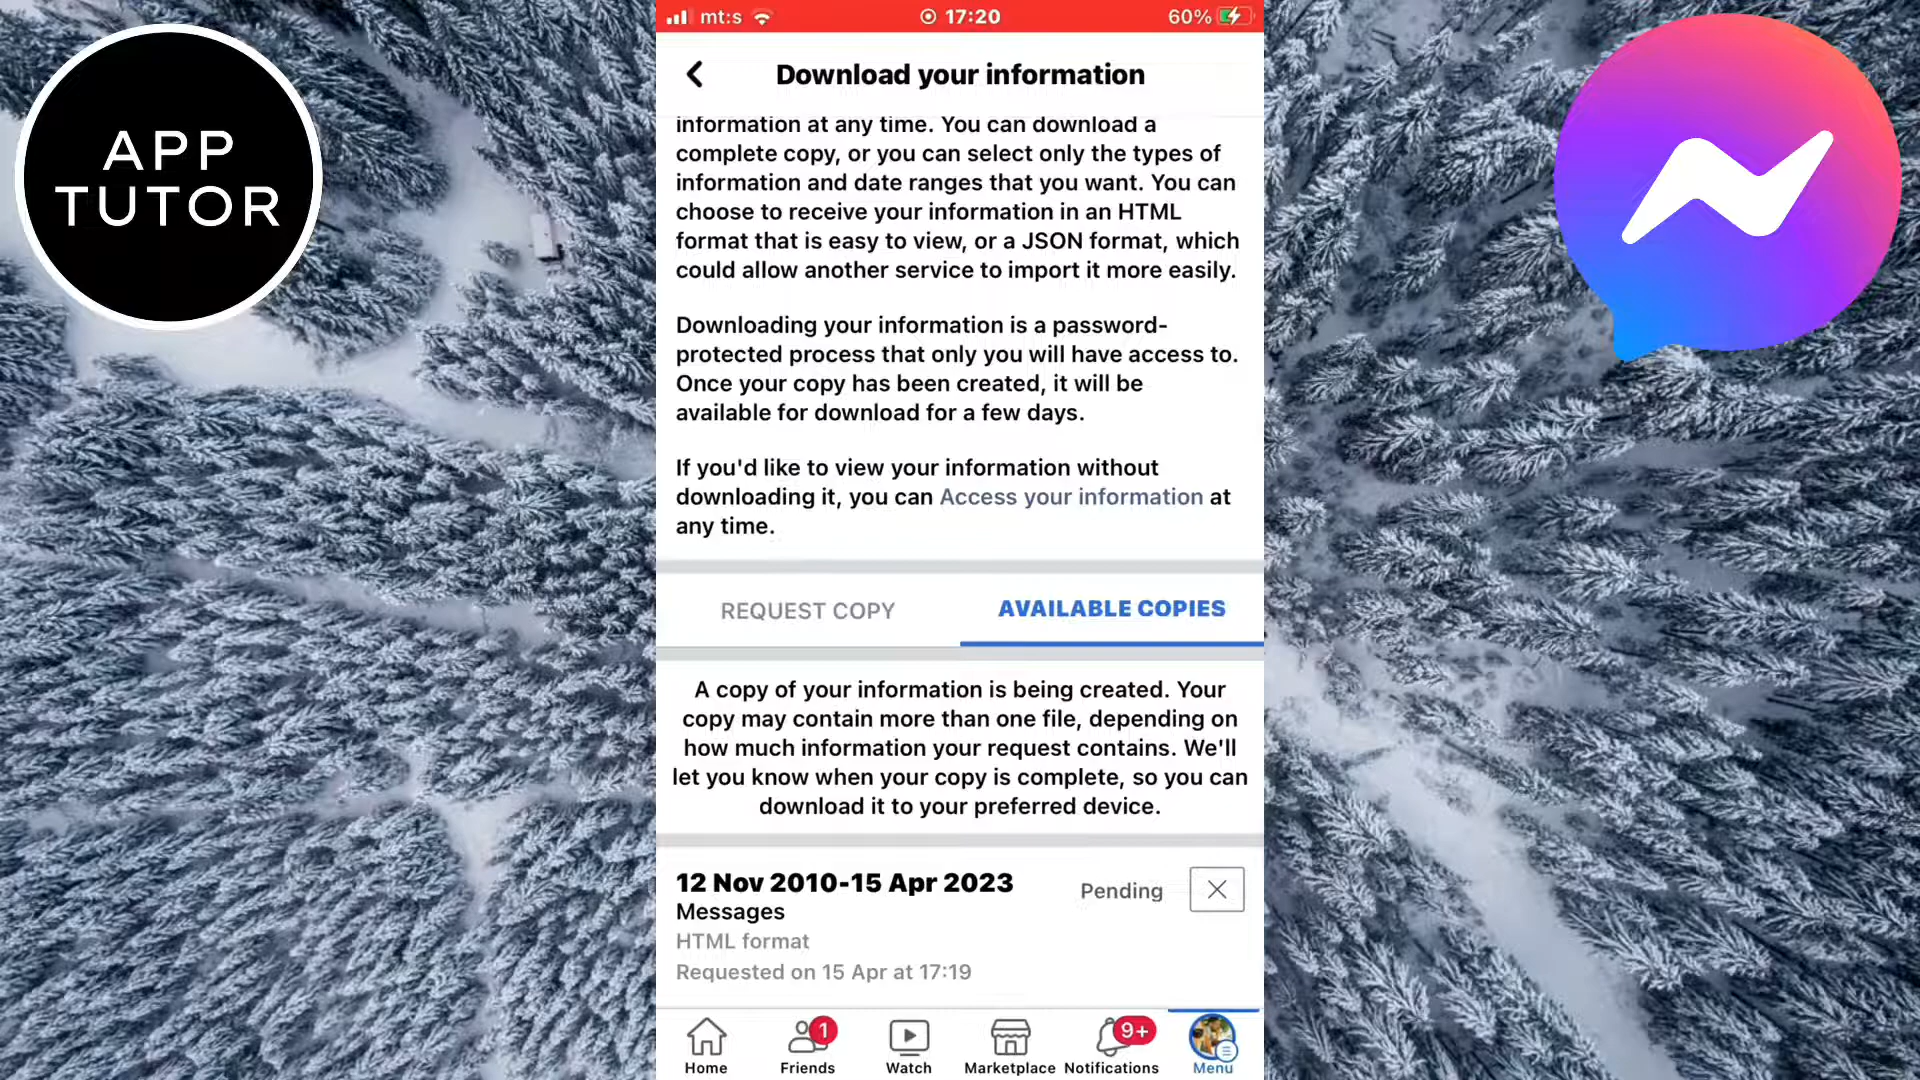 APP
TUTOR
mt:s
17:20
60%
Download your information
information at any time. You can download a
complete copy, or you can select only the types of
information and date ranges that you want. You can
choose to receive your information in an HTML
format that is easy to view, or a JSON format, which
could allow another service to import it more easily.
Downloading your information is a password-
protected process that only you will have access to.
Once your copy has been created, it will be
available for download for a few days.
If you'd like to view your information without
downloading it, you can Access your information at
any time.
REQUEST COPY
AVAILABLE COPIES
A copy of your information is being created. Your
copy may contain more than one file, depending on
how much information your request contains. We'll
let you know when your copy is complete, so you can
download it to your preferred device.
12 Nov 2010-15 Apr 2023
Pending
Messages
HTML format
Requested on 15 Apr at 17:19
1
9+
Home
Friends
Watch
Marketplace
Notifications
Menu